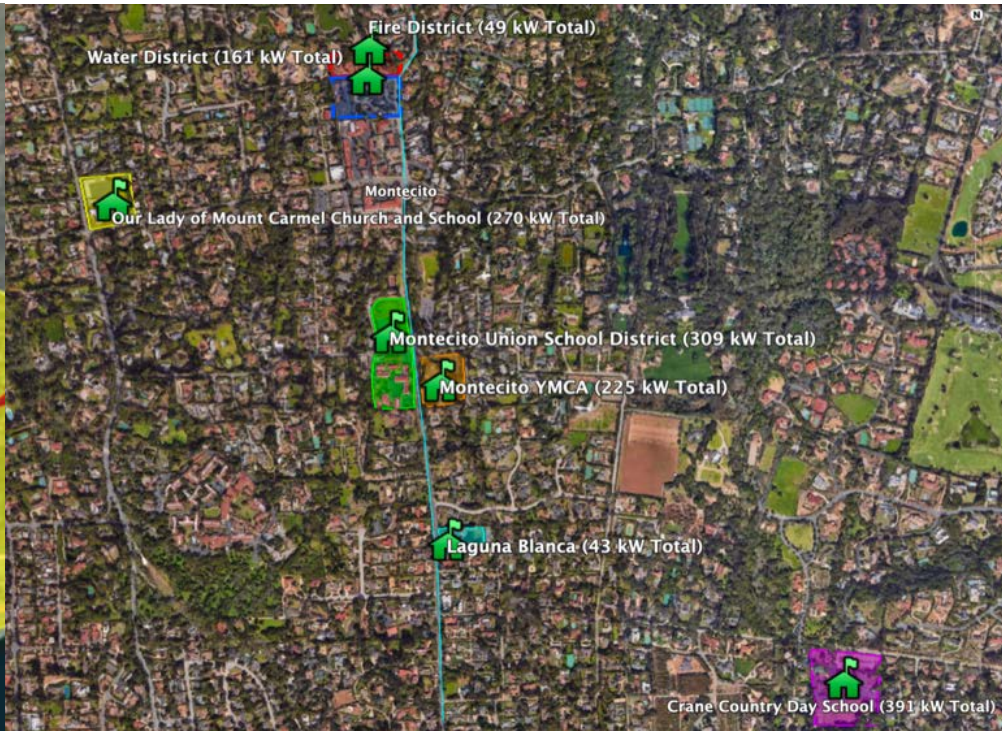 N
Fire District (49 kW Total)
Water District (161 kW Total)
Montecito
Our Lady of Mount Carmel Church and School (270 kW Total)
Montecito Union School District (309 kW Total)
Montecito YMCA (225 kW Total)
Laguna Blanca (43 kW Total)
Crane Country Day School (391 kW Total)